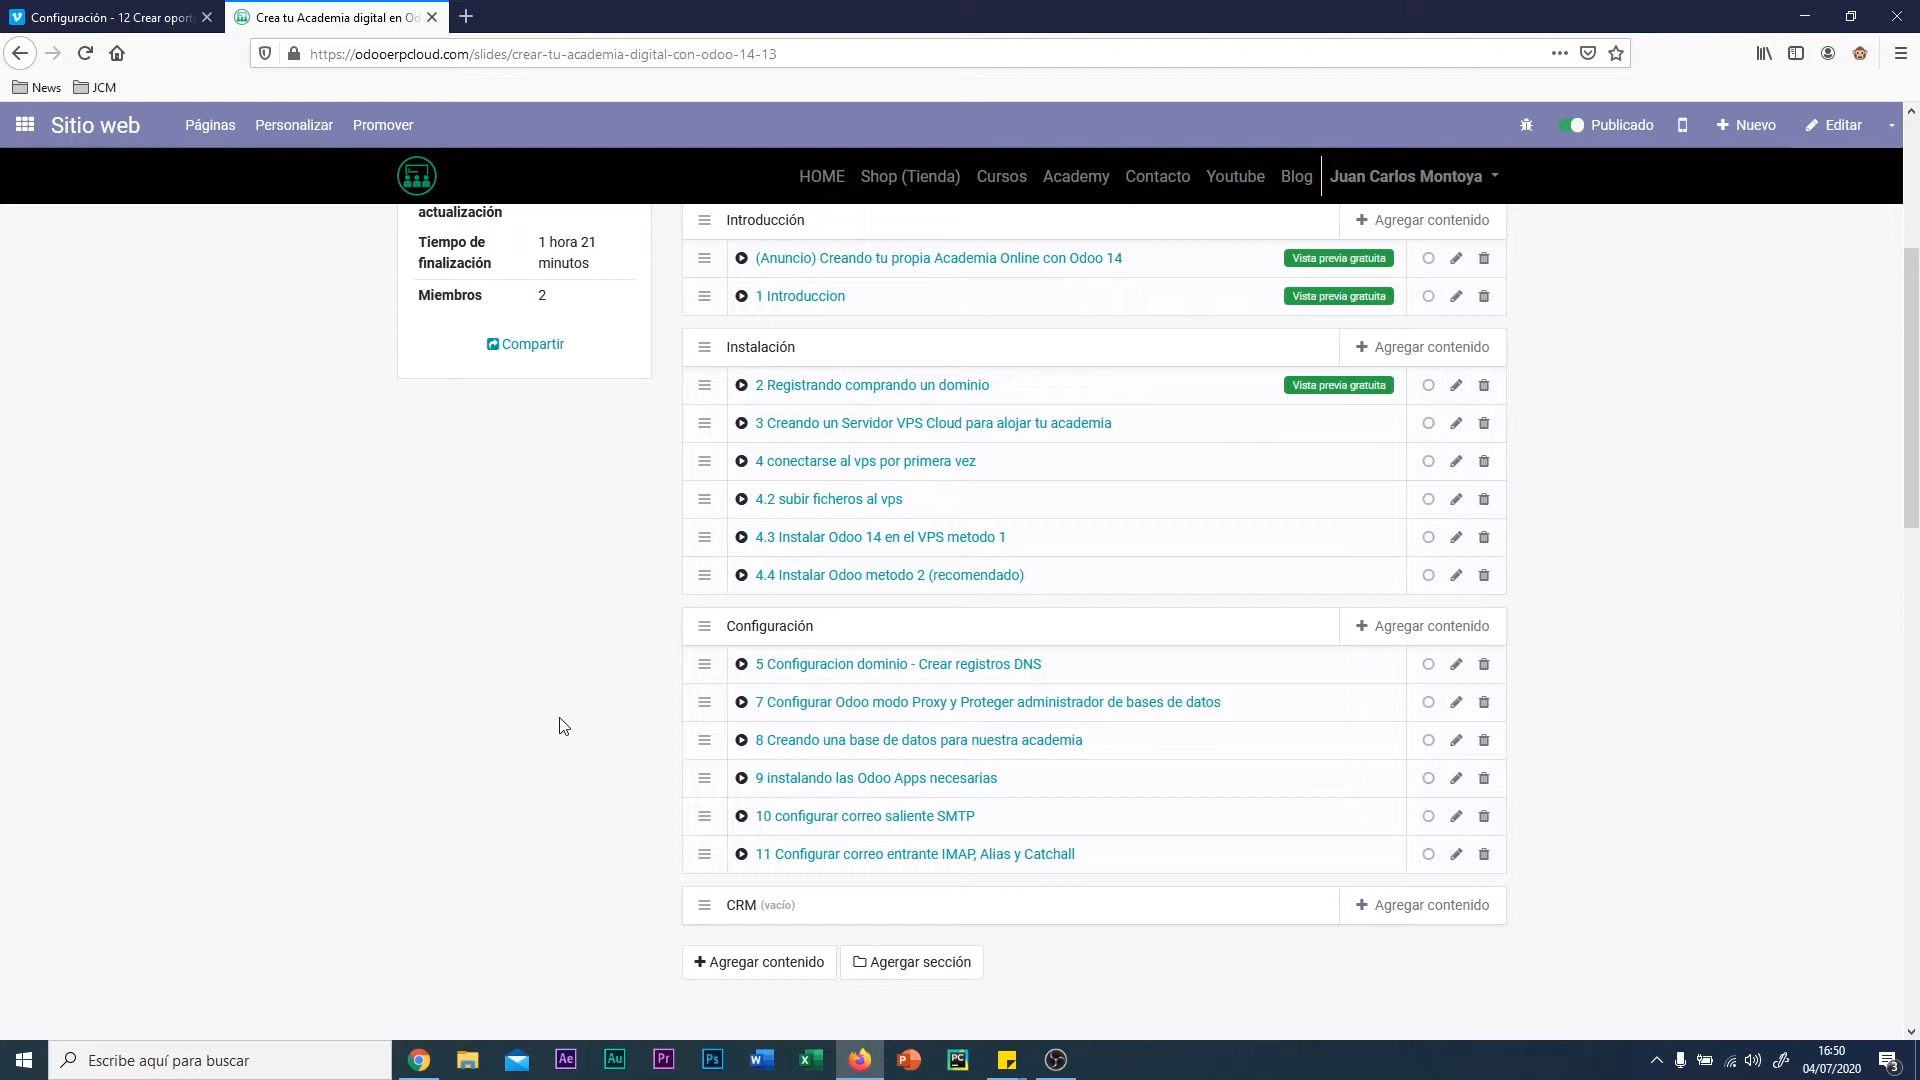 Configuración - 12 Crear oport
Crea tu Academia digital en Od
https://odooerpcloud.com/slides/crear-tu-academia-digital-con-odoo-14-13
News
JCM
Sitio web
Páginas
Personalizar
Promover
Publicado
Nuevo
Editar
HOME
Shop (Tienda)
Cursos
Academy
Contacto
Youtube
Blog
Juan Carlos Montoya
actualización
Tiempo de finalización
1 hora 21 minutos
Miembros
2
Compartir
Introducción
Agregar contenido
(Anuncio) Creando tu propia Academia Online con Odoo 14
Vista previa gratuita
1 Introduccion
Vista previa gratuita
Instalación
Agregar contenido
2 Registrando comprando un dominio
Vista previa gratuita
3 Creando un Servidor VPS Cloud para alojar tu academia
4 conectarse al vps por primera vez
4.2 subir ficheros al vps
4.3 Instalar Odoo 14 en el VPS metodo 1
4.4 Instalar Odoo metodo 2 (recomendado)
Configuración
Agregar contenido
5 Configuracion dominio - Crear registros DNS
7 Configurar Odoo modo Proxy y Proteger administrador de bases de datos
8 Creando una base de datos para nuestra academia
9 instalando las Odoo Apps necesarias
10 configurar correo saliente SMTP
11 Configurar correo entrante IMAP, Alias y Catchall
CRM (vacío)
Agregar contenido
Agregar contenido
Agergar sección
Escribe aquí para buscar
Ae
Au
Pr
Ps
W
X
P
PC
16:50
04/07/2020
3